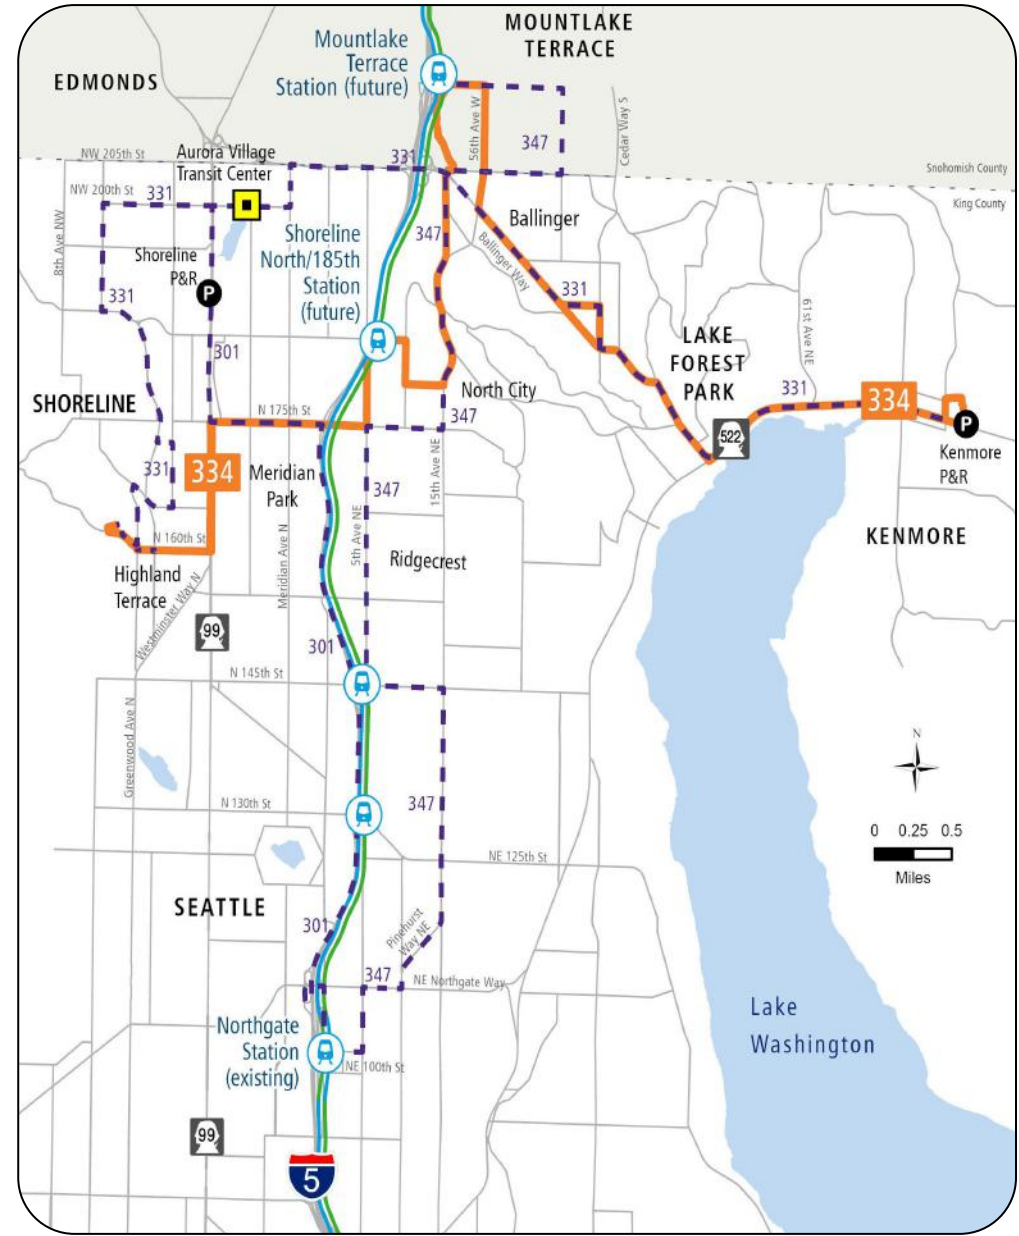 MOUNTLAKE
TERRACE
Mountlake
Terrace
Station (future)
EDMONDS
56th Ave W
347
Cedar Way S
NW 205th St
Aurora Village
Transit Center
331
Snohomish County
NW 200th St
331
King County
8th Ave NW
Shoreline
P&R
P
Shoreline
North/185th
Station
(future)
347
Ballinger
Ballinger Way
331
331
61st Ave NE
301
LAKE
FOREST
PARK
331
334
SHORELINE
N 175th St
North City
347
522
P
Kenmore
P&R
331
334
Meridian
Park
347
15th Ave NE
5th Ave NE
N 160th St
Meridian Ave N
Ridgecrest
KENMORE
Highland
Terrace
Westminster Way N
99
301
N 145th St
Greenwood Ave N
N
347
N 130th St
0 0.25 0.5
Miles
NE 125th St
SEATTLE
301
Pinehurst
Way NE
347
NE Northgate Way
Northgate
Station
(existing)
NE 100th St
Lake
Washington
99
5